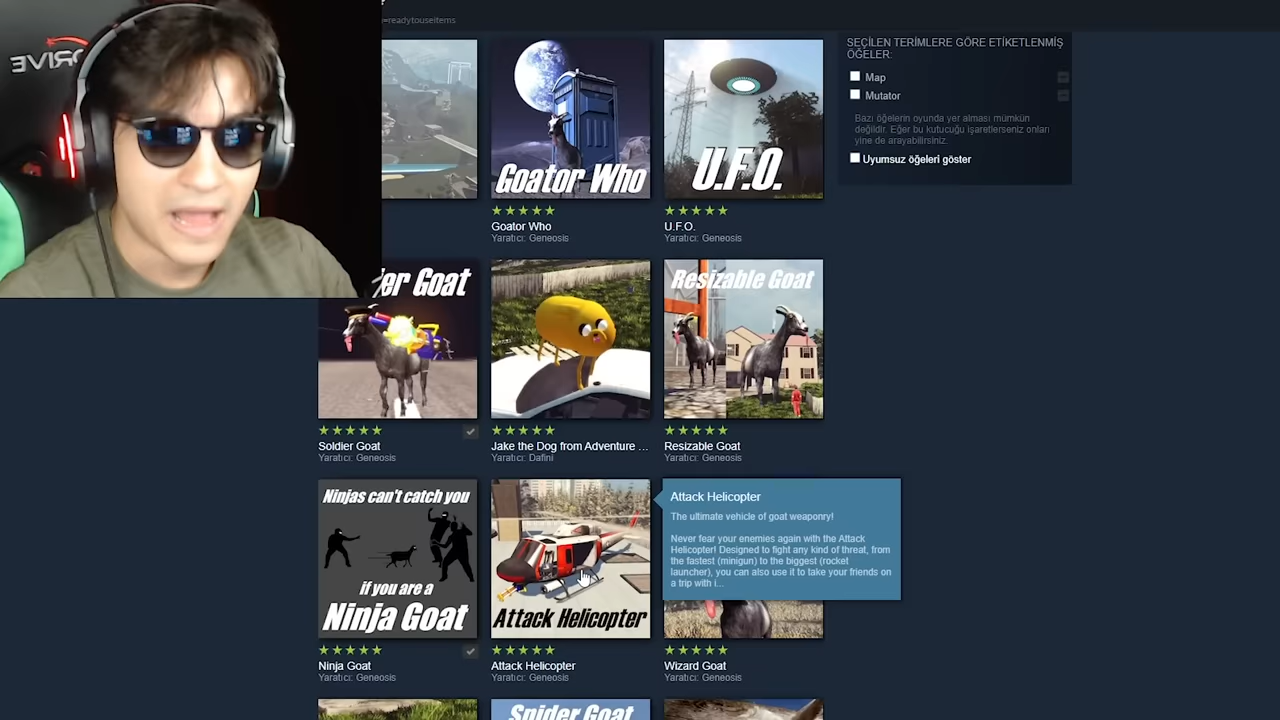 =readytouseitems
DRIVE
Goator Who
U.F.O.
Goator Who
Yaratıcı: Geneosis
U.F.O.
Yaratıcı: Geneosis
SEÇİLEN TERİMLERE GÖRE ETİKETLENMİŞ
ÖĞELER:
Map
Mutator
Bazı öğelerin oyunda yer alması mümkün
değildir. Eğer bu kutucuğu işaretlerseniz onları
yine de arayabilirsiniz.
Uyumsuz öğeleri göster
er Goat
Resizable Goat
Soldier Goat
Yaratıcı: Geneosis
Jake the Dog from Adventure ...
Yaratıcı: Dafini
Resizable Goat
Yaratıcı: Geneosis
Ninjas can't catch you
if you are a
Ninja Goat
Attack Helicopter
Attack Helicopter
The ultimate vehicle of goat weaponry!
Never fear your enemies again with the Attack
Helicopter! Designed to fight any kind of threat, from
the fastest (minigun) to the biggest (rocket
launcher), you can also use it to take your friends on
a trip with i...
Ninja Goat
Yaratıcı: Geneosis
Attack Helicopter
Yaratıcı: Geneosis
Wizard Goat
Yaratıcı: Geneosis
Spider Goat